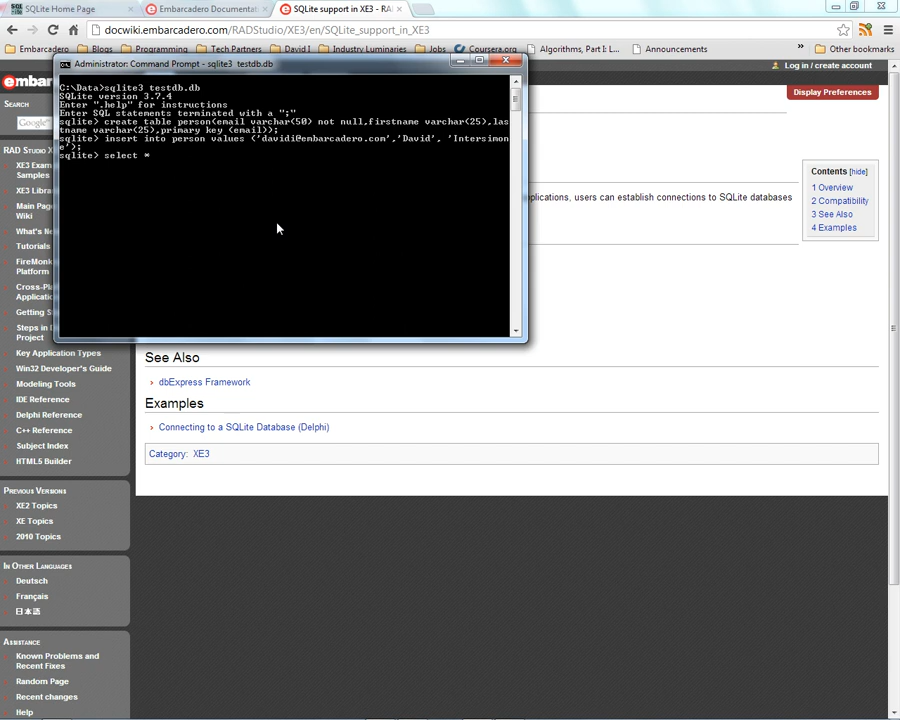 SQLite Home Page
Embarcadero Documentat
SQLite support in XE3 - RA
docwiki.embarcadero.com/RADStudio/XE3/en/SQLite_support_in_XE3
Embarcadero
Blogs
Programming
Tech Partners
David I
Industry Luminaries
Jobs
Coursera.org
Algorithms, Part I: L...
Announcements
»
Other bookmarks
Log in / create account
Display Preferences
Administrator: Command Prompt - sqlite3 testdb.db
C:\Data>sqlite3 testdb.db
SQLite version 3.7.4
Enter ".help" for instructions
Enter SQL statements terminated with a ";"
sqlite> create table person(email varchar(50) not null,firstname varchar(25),las
tname varchar(25),primary key (email));
sqlite> insert into person values ('davidi@embarcadero.com','David', 'Intersimon
e');
sqlite> select *
embar
Search
Google
RAD Studio XE
XE3 Exam
Samples
XE3 Libra
Main Pag
Wiki
What's Ne
Tutorials
FireMonk
Platform
Cross-Pla
Application
Getting S
Steps in D
Project
Key Application Types
Win32 Developer's Guide
Modeling Tools
IDE Reference
Delphi Reference
C++ Reference
Subject Index
HTML5 Builder
Previous Versions
XE2 Topics
XE Topics
2010 Topics
In Other Languages
Deutsch
Français
日本語
Assistance
Known Problems and
Recent Fixes
Random Page
Recent changes
Help
plications, users can establish connections to SQLite databases
Contents [hide]
1 Overview
2 Compatibility
3 See Also
4 Examples
See Also
dbExpress Framework
Examples
Connecting to a SQLite Database (Delphi)
Category: XE3